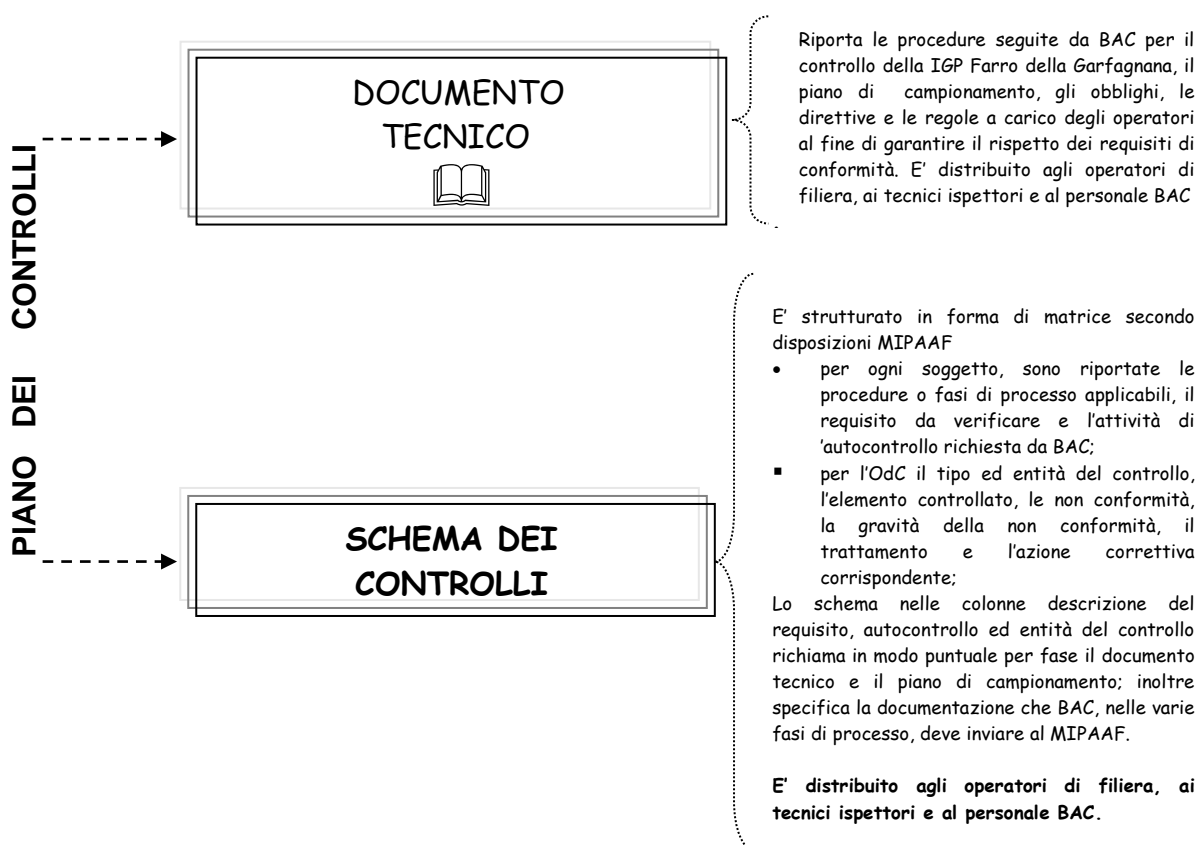 PIANO DEI CONTROLLI
DOCUMENTO
TECNICO
Riporta le procedure seguite da BAC per il
controllo della IGP Farro della Garfagnana, il
piano di campionamento, gli obblighi, le
direttive e le regole a carico degli operatori
al fine di garantire il rispetto dei requisiti di
conformità. E' distribuito agli operatori di
filiera, ai tecnici ispettori e al personale BAC
.
SCHEMA DEI
CONTROLLI
E' strutturato in forma di matrice secondo
disposizioni MIPAAF
• per ogni soggetto, sono riportate le
procedure o fasi di processo applicabili, il
requisito da verificare e l'attività di
'autocontrollo richiesta da BAC;
▪ per l'OdC il tipo ed entità del controllo,
l'elemento controllato, le non conformità,
la gravità della non conformità, il
trattamento e l'azione correttiva
corrispondente;
Lo schema nelle colonne descrizione del
requisito, autocontrollo ed entità del controllo
richiama in modo puntuale per fase il documento
tecnico e il piano di campionamento; inoltre
specifica la documentazione che BAC, nelle varie
fasi di processo, deve inviare al MIPAAF.
E' distribuito agli operatori di filiera, ai
tecnici ispettori e al personale BAC.